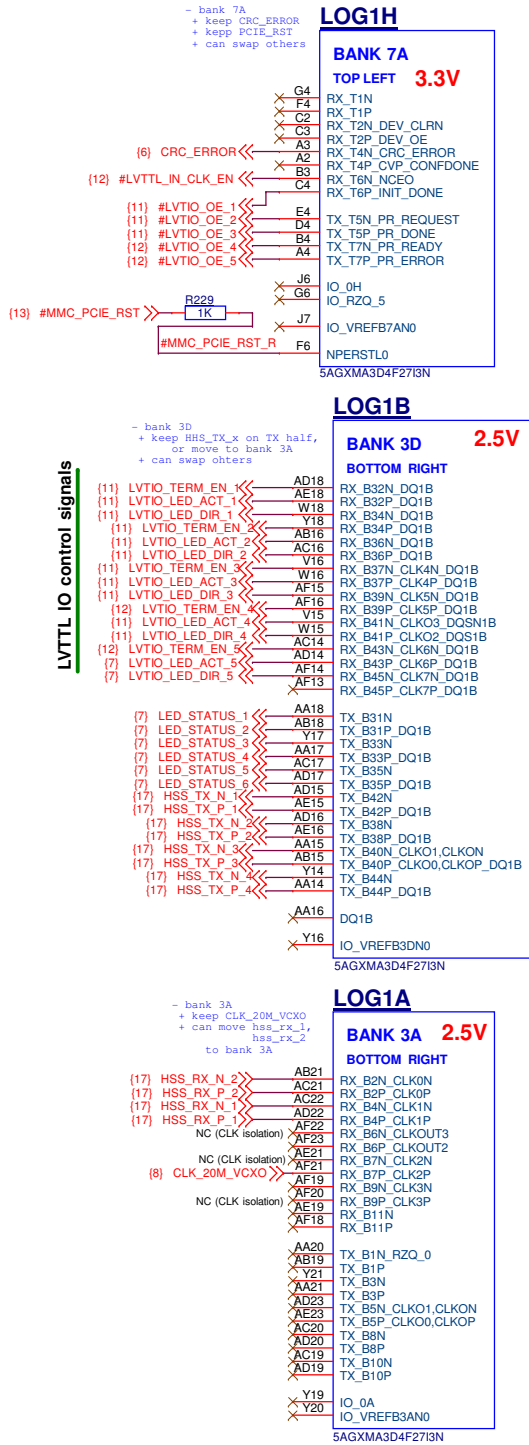 - bank 7A
+ keep CRC_ERROR
+ kepp PCIE_RST
+ can swap others
LOG1H
BANK 7A
TOP LEFT 3.3V
G4 RX_T1N
F4 RX_T1P
C2 RX_T2N_DEV_CLRN
C3 RX_T2P_DEV_OE
{6} CRC_ERROR A3 RX_T4N_CRC_ERROR
A2 RX_T4P_CVP_CONFDONE
{12} #LVTTL_IN_CLK_EN B3 RX_T6N_NCEO
C4 RX_T6P_INIT_DONE
{11} #LVTIO_OE_1
{11} #LVTIO_OE_2 E4 TX_T5N_PR_REQUEST
{11} #LVTIO_OE_3 D4 TX_T5P_PR_DONE
{12} #LVTIO_OE_4 B4 TX_T7N_PR_READY
{12} #LVTIO_OE_5 A4 TX_T7P_PR_ERROR
J6 IO_0H
G6 IO_RZQ_5
{13} #MMC_PCIE_RST R229 1K
J7 IO_VREFB7AN0
#MMC_PCIE_RST_R F6 NPERSTL0
5AGXMA3D4F27I3N
LOG1B
- bank 3D
+ keep HHS_TX_x on TX half,
or move to bank 3A
+ can swap ohters
BANK 3D 2.5V
BOTTOM RIGHT
LVTTL IO control signals
{11} LVTIO_TERM_EN_1 AD18 RX_B32N_DQ1B
{11} LVTIO_LED_ACT_1 AE18 RX_B32P_DQ1B
{11} LVTIO_LED_DIR_1 W18 RX_B34N_DQ1B
{11} LVTIO_TERM_EN_2 Y18 RX_B34P_DQ1B
{11} LVTIO_LED_ACT_2 AB16 RX_B36N_DQ1B
{11} LVTIO_LED_DIR_2 AC16 RX_B36P_DQ1B
{11} LVTIO_TERM_EN_3 V16 RX_B37N_CLK4N_DQ1B
{11} LVTIO_LED_ACT_3 W16 RX_B37P_CLK4P_DQ1B
{11} LVTIO_LED_DIR_3 AF15 RX_B39N_CLK5N_DQ1B
{12} LVTIO_TERM_EN_4 AF16 RX_B39P_CLK5P_DQ1B
{11} LVTIO_LED_ACT_4 V15 RX_B41N_CLKO3_DQSN1B
{11} LVTIO_LED_DIR_4 W15 RX_B41P_CLKO2_DQS1B
{12} LVTIO_TERM_EN_5 AC14 RX_B43N_CLK6N_DQ1B
{7} LVTIO_LED_ACT_5 AD14 RX_B43P_CLK6P_DQ1B
{7} LVTIO_LED_DIR_5 AF14 RX_B45N_CLK7N_DQ1B
AF13 RX_B45P_CLK7P_DQ1B
{7} LED_STATUS_1 AA18 TX_B31N
{7} LED_STATUS_2 AB18 TX_B31P_DQ1B
{7} LED_STATUS_3 Y17 TX_B33N
{7} LED_STATUS_4 AA17 TX_B33P_DQ1B
{7} LED_STATUS_5 AC17 TX_B35N
{7} LED_STATUS_6 AD17 TX_B35P_DQ1B
{17} HSS_TX_N_1 AD15 TX_B42N
{17} HSS_TX_P_1 AE15 TX_B42P_DQ1B
{17} HSS_TX_N_2 AD16 TX_B38N
{17} HSS_TX_P_2 AE16 TX_B38P_DQ1B
{17} HSS_TX_N_3 AA15 TX_B40N_CLKO1,CLKON
{17} HSS_TX_P_3 AB15 TX_B40P_CLKO0,CLKOP_DQ1B
{17} HSS_TX_N_4 Y14 TX_B44N
{17} HSS_TX_P_4 AA14 TX_B44P_DQ1B
AA16 DQ1B
Y16 IO_VREFB3DN0
5AGXMA3D4F27I3N
LOG1A
- bank 3A
+ keep CLK_20M_VCXO
+ can move hss_rx_1,
hss_rx_2
to bank 3A
BANK 3A 2.5V
BOTTOM RIGHT
{17} HSS_RX_N_2 AB21 RX_B2N_CLK0N
{17} HSS_RX_P_2 AC21 RX_B2P_CLK0P
{17} HSS_RX_N_1 AC22 RX_B4N_CLK1N
{17} HSS_RX_P_1 AD22 RX_B4P_CLK1P
NC (CLK isolation) AF22 RX_B6N_CLKOUT3
AF23 RX_B6P_CLKOUT2
NC (CLK isolation) AE21 RX_B7N_CLK2N
{8} CLK_20M_VCXO AF21 RX_B7P_CLK2P
AF19 RX_B9N_CLK3N
NC (CLK isolation) AF20 RX_B9P_CLK3P
AE19 RX_B11N
AF18 RX_B11P
AA20 TX_B1N_RZQ_0
AB19 TX_B1P
Y21 TX_B3N
AA21 TX_B3P
AD23 TX_B5N_CLKO1,CLKON
AE23 TX_B5P_CLKO0,CLKOP
AC20 TX_B8N
AD20 TX_B8P
AC19 TX_B10N
AD19 TX_B10P
Y19 IO_0A
Y20 IO_VREFB3AN0
5AGXMA3D4F27I3N